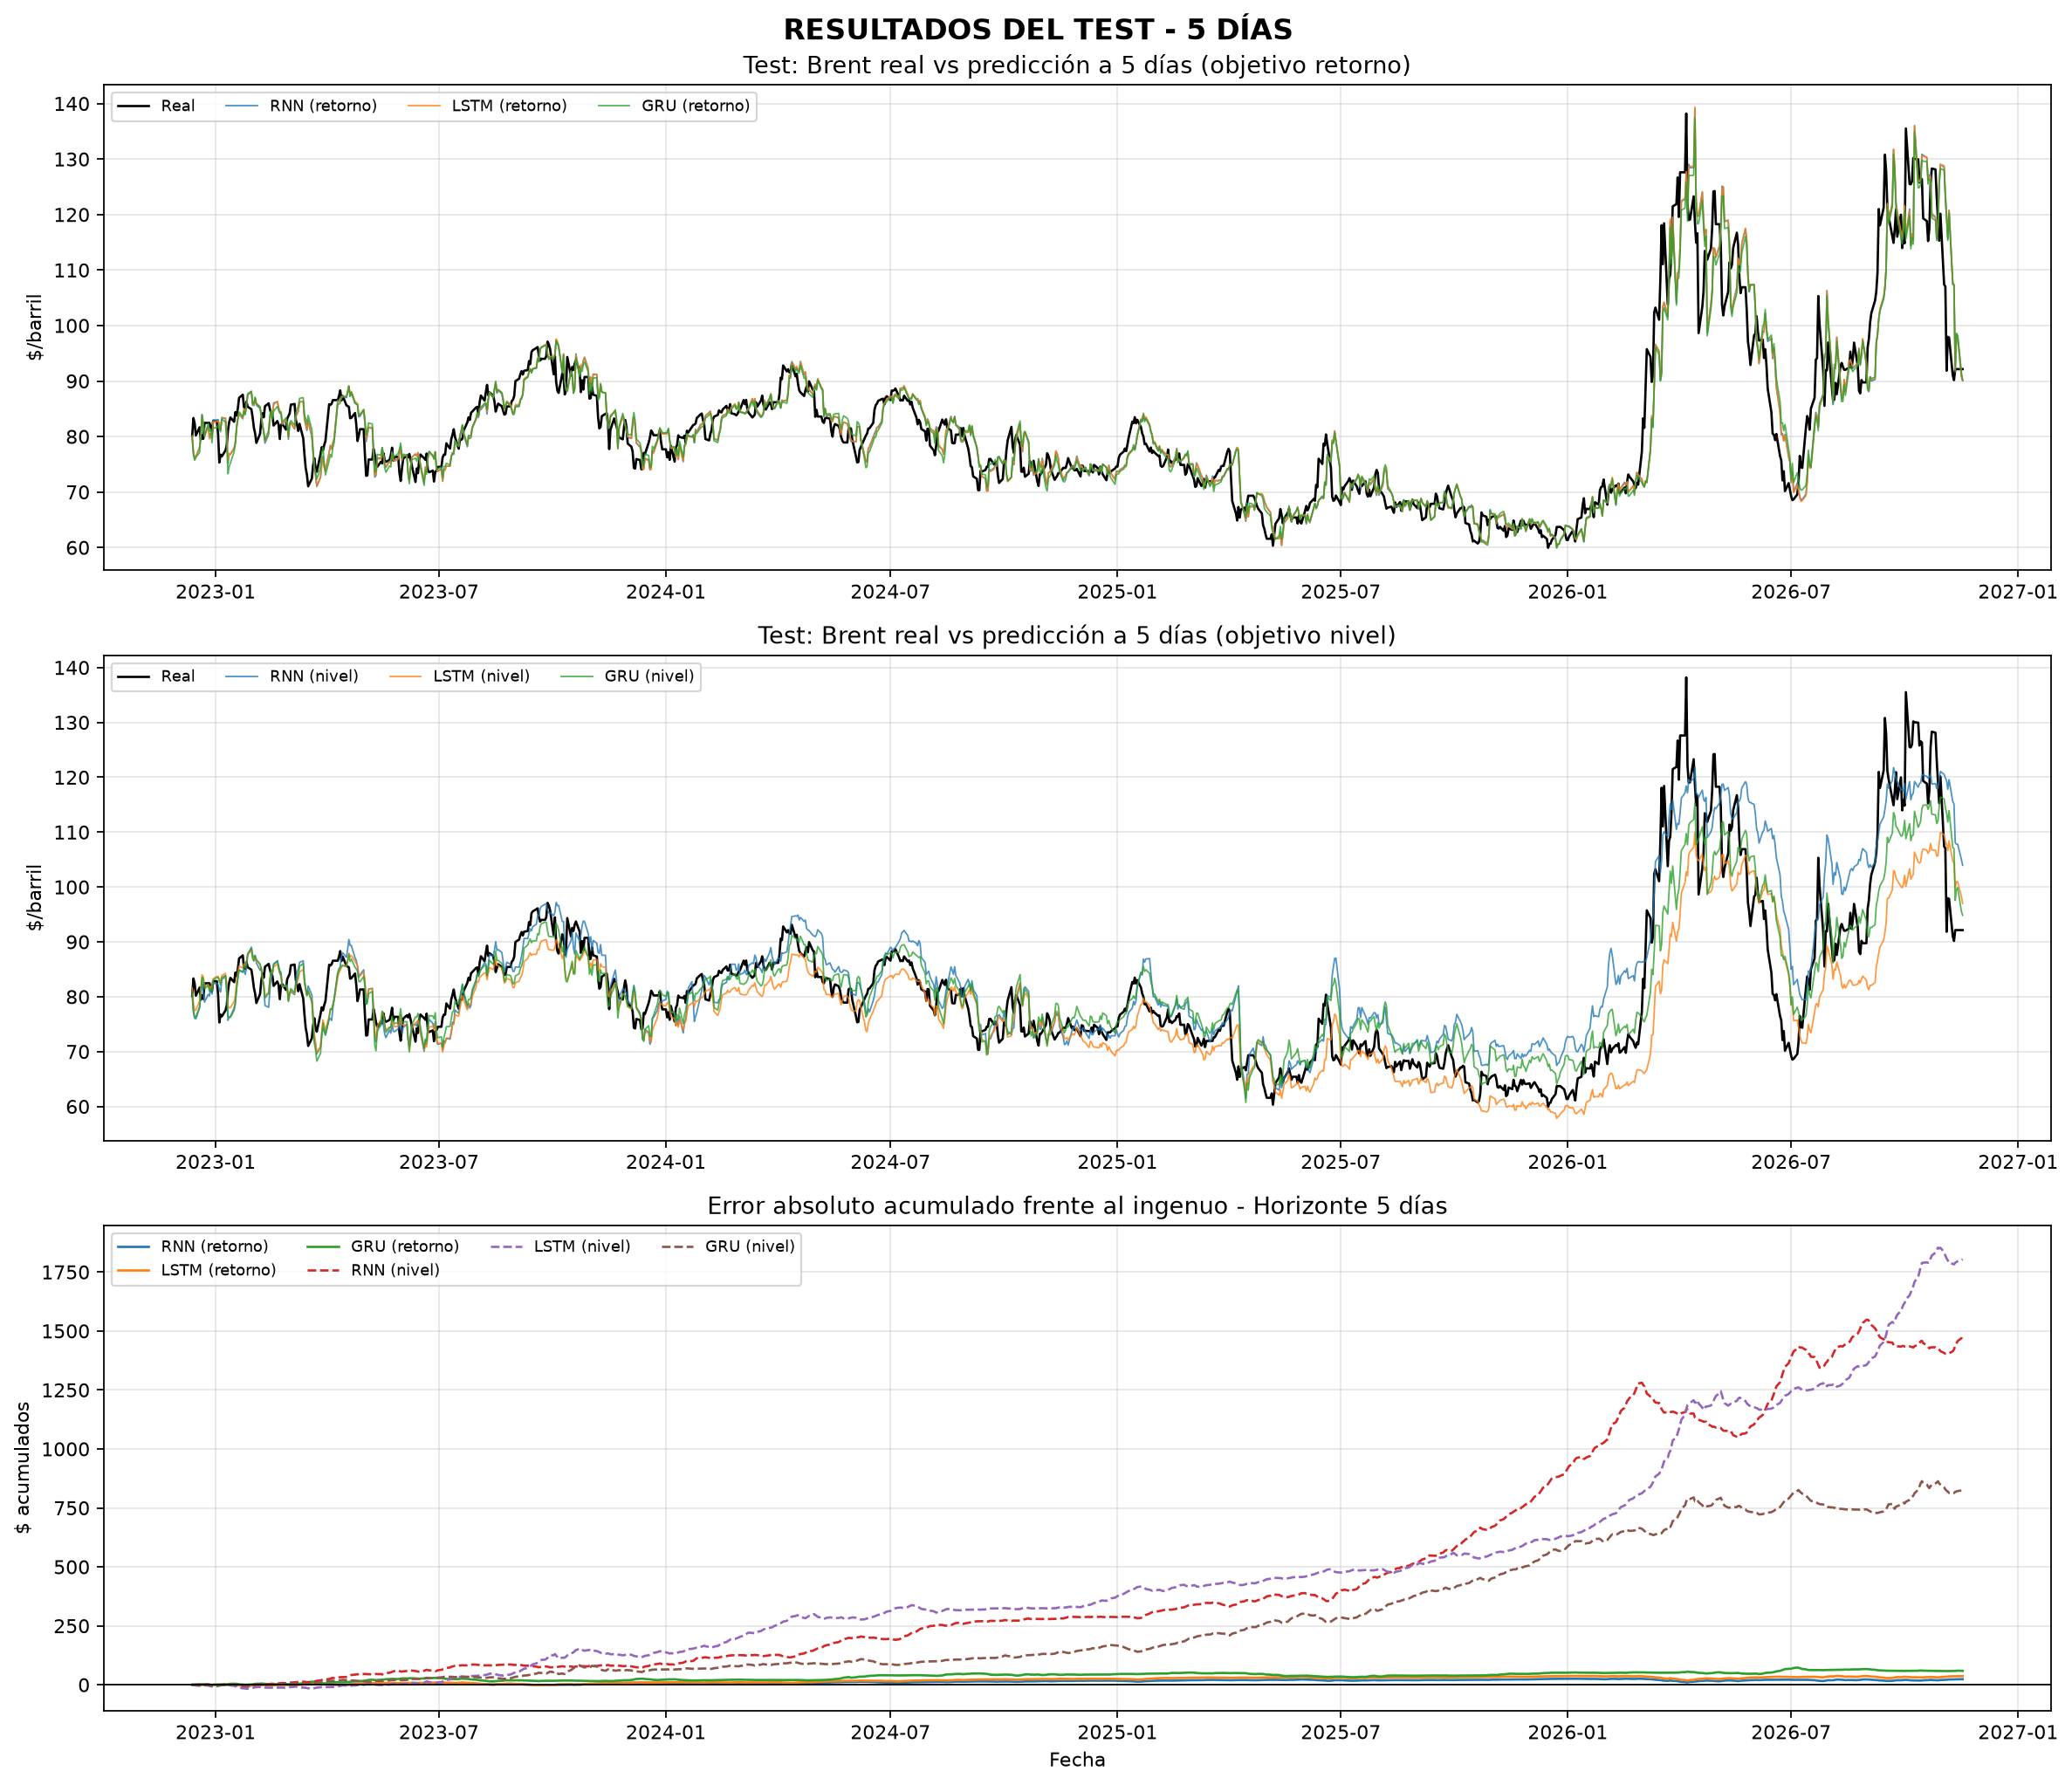 RESULTADOS DEL TEST - 5 DÍAS
Test: Brent real vs predicción a 5 días (objetivo retorno)
Real RNN (retorno) LSTM (retorno) GRU (retorno)
140
130
120
110
100
90
80
70
60
$/barril
2023-01 2023-07 2024-01 2024-07 2025-01 2025-07 2026-01 2026-07 2027-01
Test: Brent real vs predicción a 5 días (objetivo nivel)
Real RNN (nivel) LSTM (nivel) GRU (nivel)
140
130
120
110
100
90
80
70
60
$/barril
2023-01 2023-07 2024-01 2024-07 2025-01 2025-07 2026-01 2026-07 2027-01
Error absoluto acumulado frente al ingenuo - Horizonte 5 días
RNN (retorno) GRU (retorno) LSTM (nivel) GRU (nivel)
LSTM (retorno) RNN (nivel)
1750
1500
1250
1000
750
500
250
0
$ acumulados
2023-01 2023-07 2024-01 2024-07 2025-01 2025-07 2026-01 2026-07 2027-01
Fecha